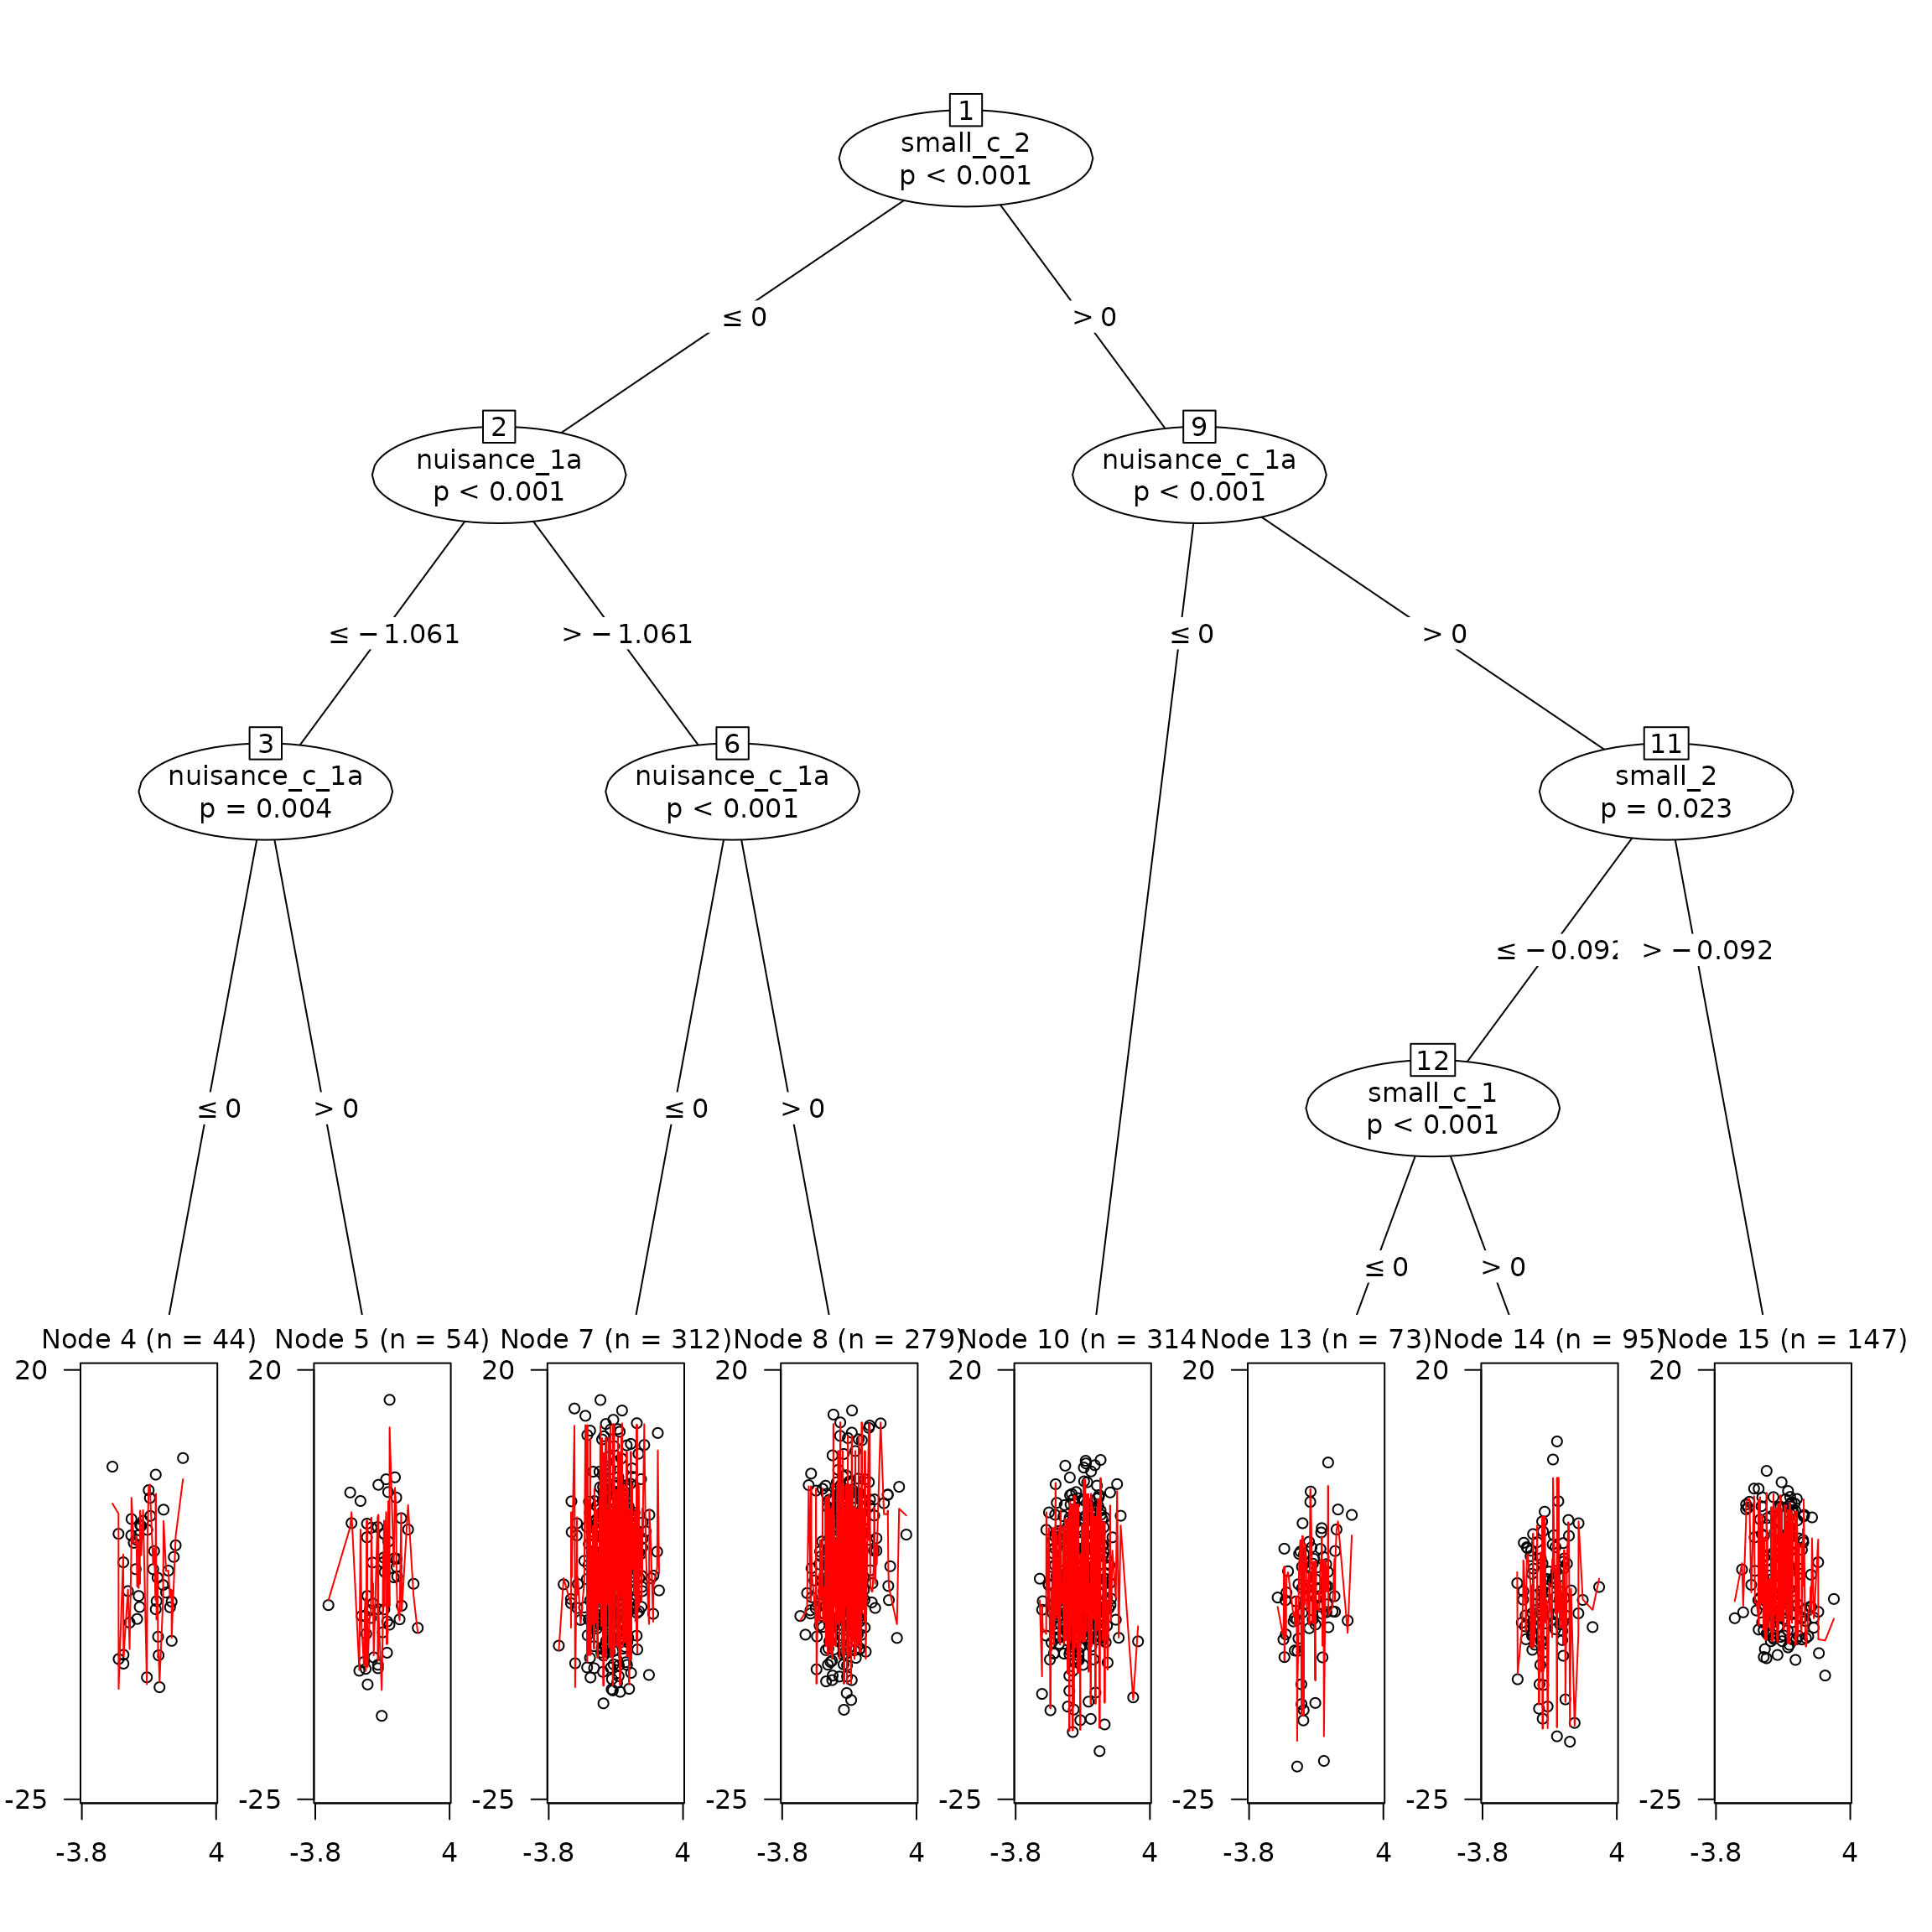 1
small_c_2
p < 0.001
≤ 0
> 0
2
nuisance_1a
p < 0.001
9
nuisance_c_1a
p < 0.001
≤ −1.061
> −1.061
≤ 0
> 0
3
nuisance_c_1a
p = 0.004
6
nuisance_c_1a
p < 0.001
11
small_2
p = 0.023
≤ −0.092
> −0.092
12
small_c_1
p < 0.001
≤ 0
> 0
≤ 0
> 0
≤ 0
> 0
Node 4 (n = 44)
Node 5 (n = 54)
Node 7 (n = 312)
Node 8 (n = 279)
Node 10 (n = 314
Node 13 (n = 73)
Node 14 (n = 95)
Node 15 (n = 147)
20
20
20
20
20
20
20
20
-25
-25
-25
-25
-25
-25
-25
-25
-3.8 4
-3.8 4
-3.8 4
-3.8 4
-3.8 4
-3.8 4
-3.8 4
-3.8 4